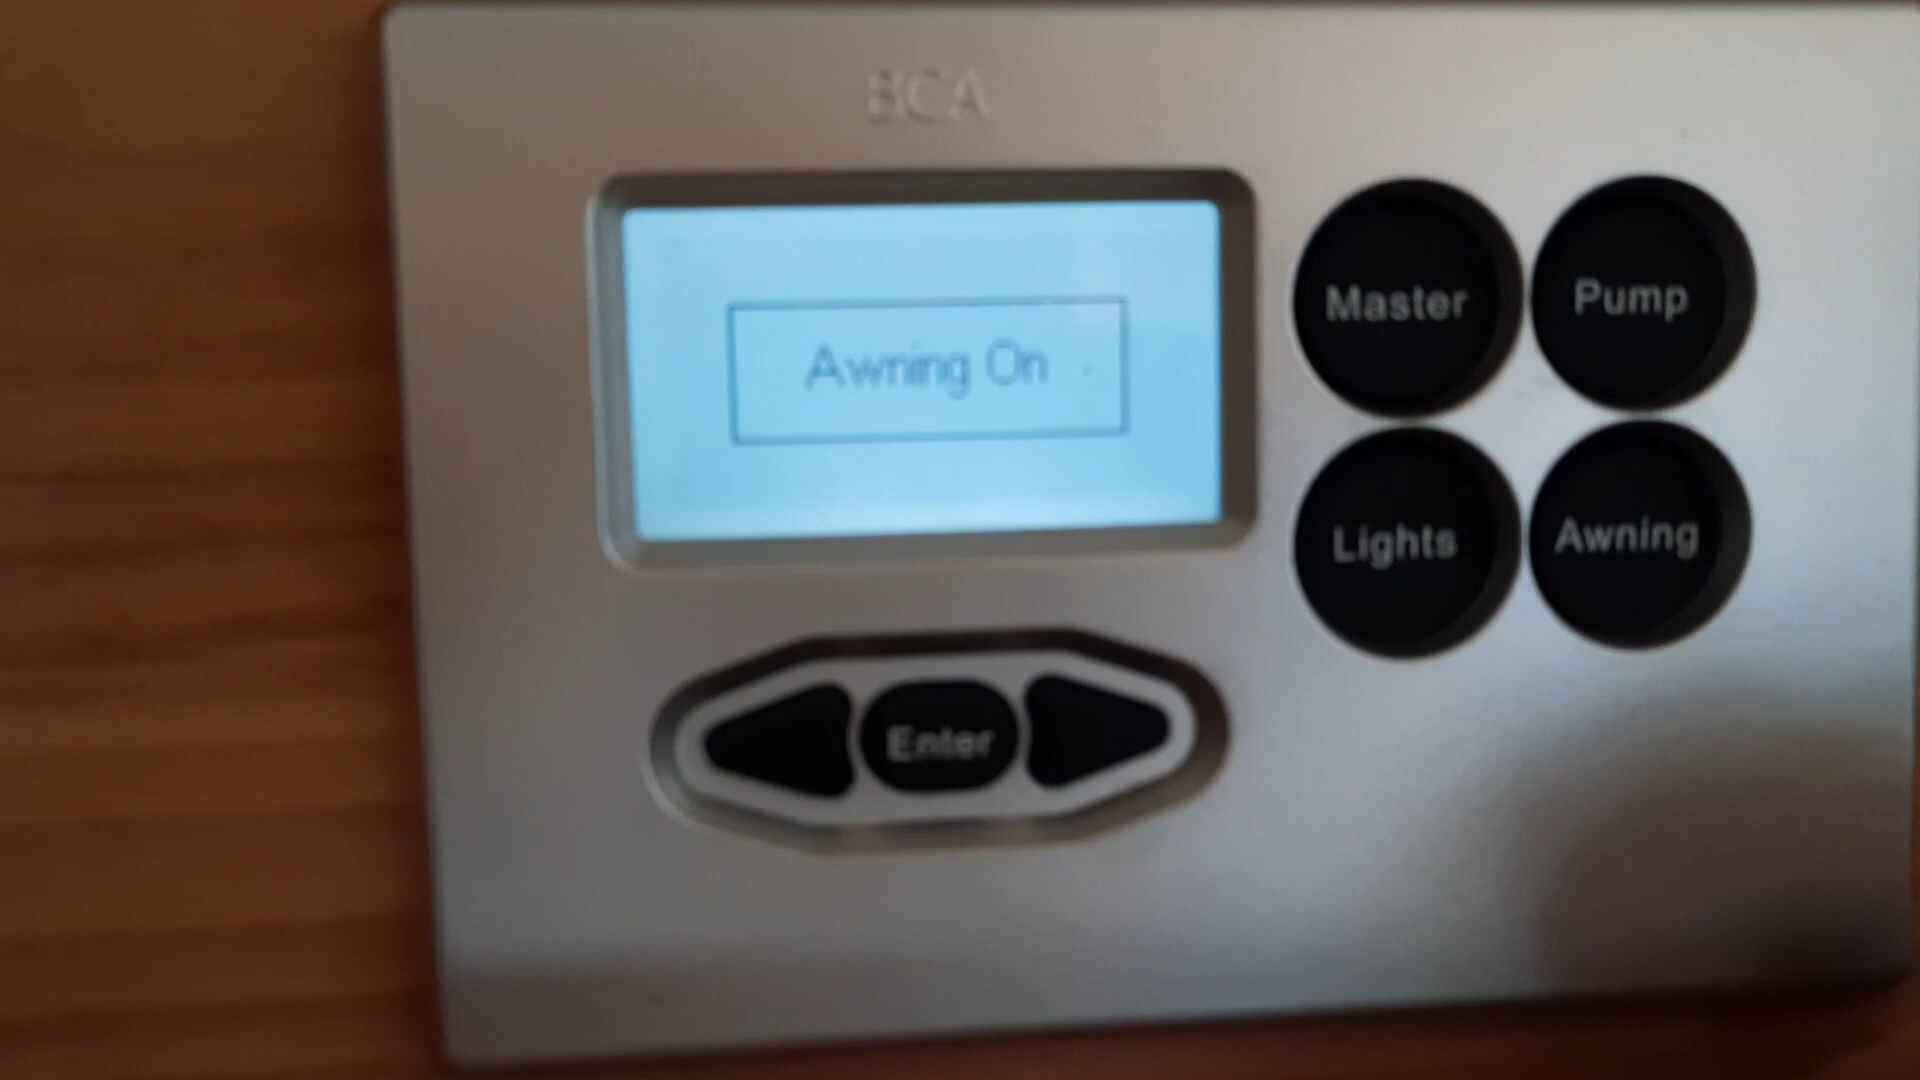 BCA
Awning On
Master
Pump
Lights
Awning
Enter